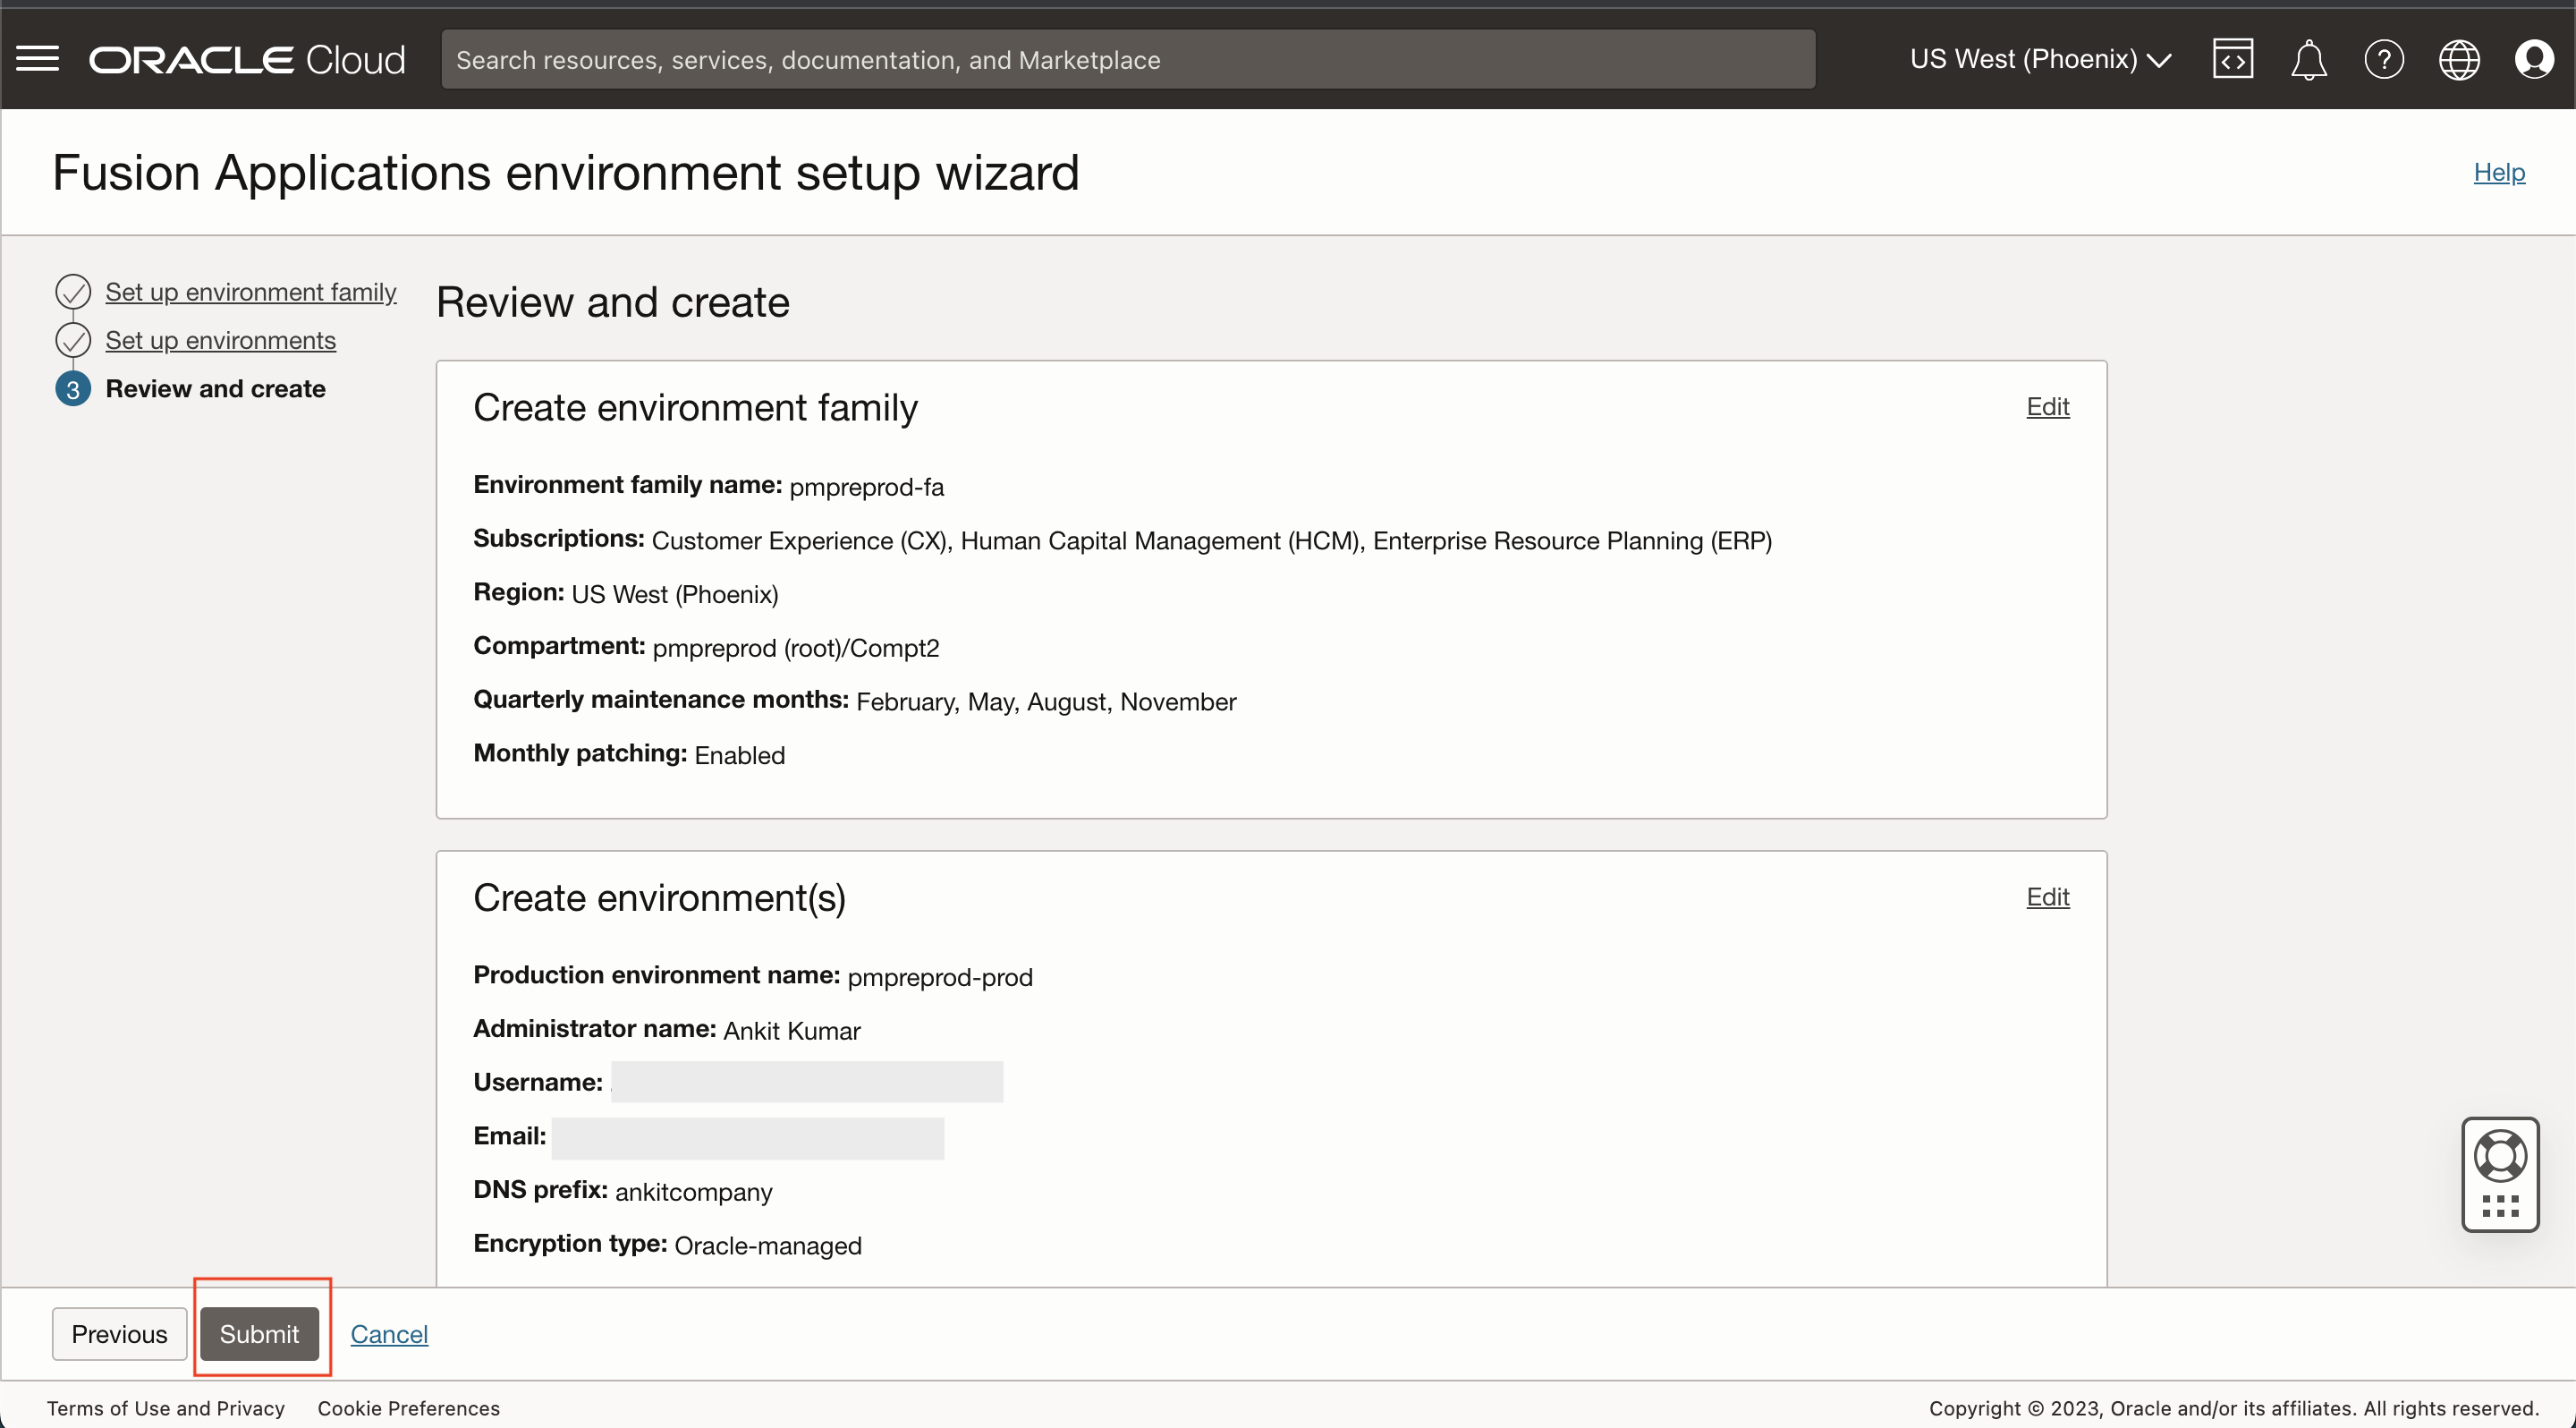 ORACLE Cloud
Search resources, services, documentation, and Marketplace
US West (Phoenix)
Fusion Applications environment setup wizard
Help
Set up environment family
Set up environments
3 Review and create
Review and create
Create environment family
Edit
Environment family name: pmpreprod-fa
Subscriptions: Customer Experience (CX), Human Capital Management (HCM), Enterprise Resource Planning (ERP)
Region: US West (Phoenix)
Compartment: pmpreprod (root)/Compt2
Quarterly maintenance months: February, May, August, November
Monthly patching: Enabled
Create environment(s)
Edit
Production environment name: pmpreprod-prod
Administrator name: Ankit Kumar
Username:
Email:
DNS prefix: ankitcompany
Encryption type: Oracle-managed
Previous
Submit
Cancel
Terms of Use and Privacy
Cookie Preferences
Copyright © 2023, Oracle and/or its affiliates. All rights reserved.